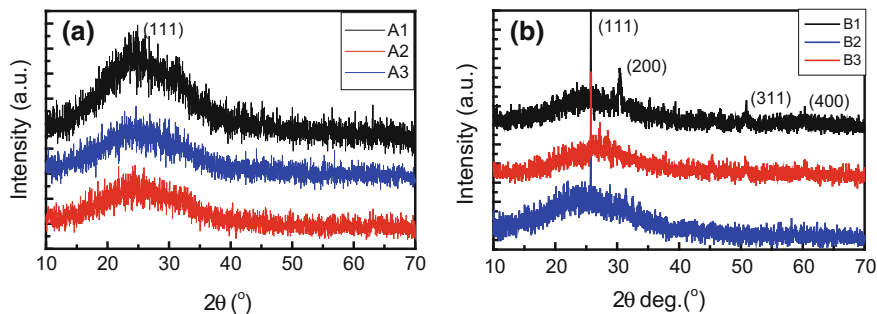 (a)
(111)
A1
A2
A3
Intensity (a.u.)
10 20 30 40 50 60 70
2θ (°)
(b)
(111)
(200)
(311)
(400)
B1
B2
B3
Intensity (a.u.)
10 20 30 40 50 60 70
2θ deg.(°)